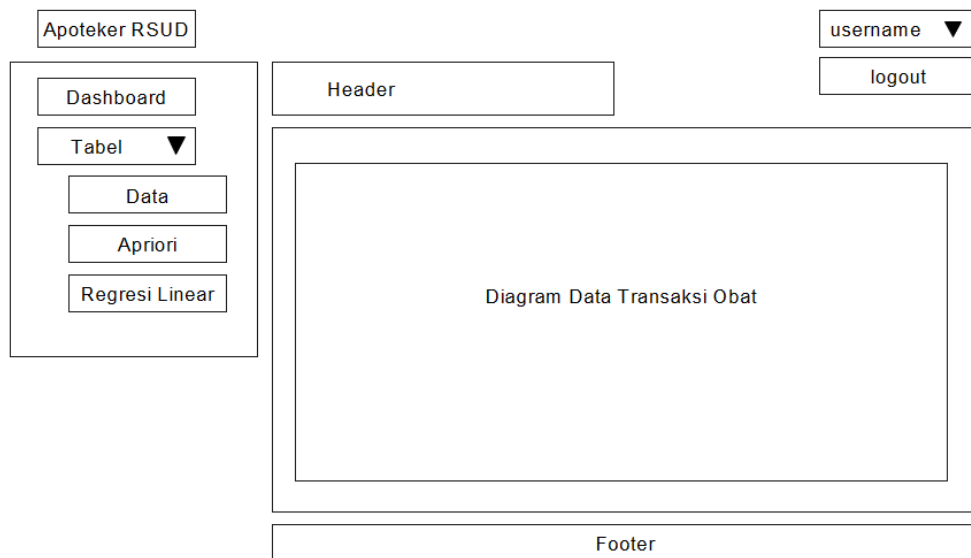 Apoteker RSUD
username
logout
Dashboard
Tabel
Data
Apriori
Regresi Linear
Header
Diagram Data Transaksi Obat
Footer